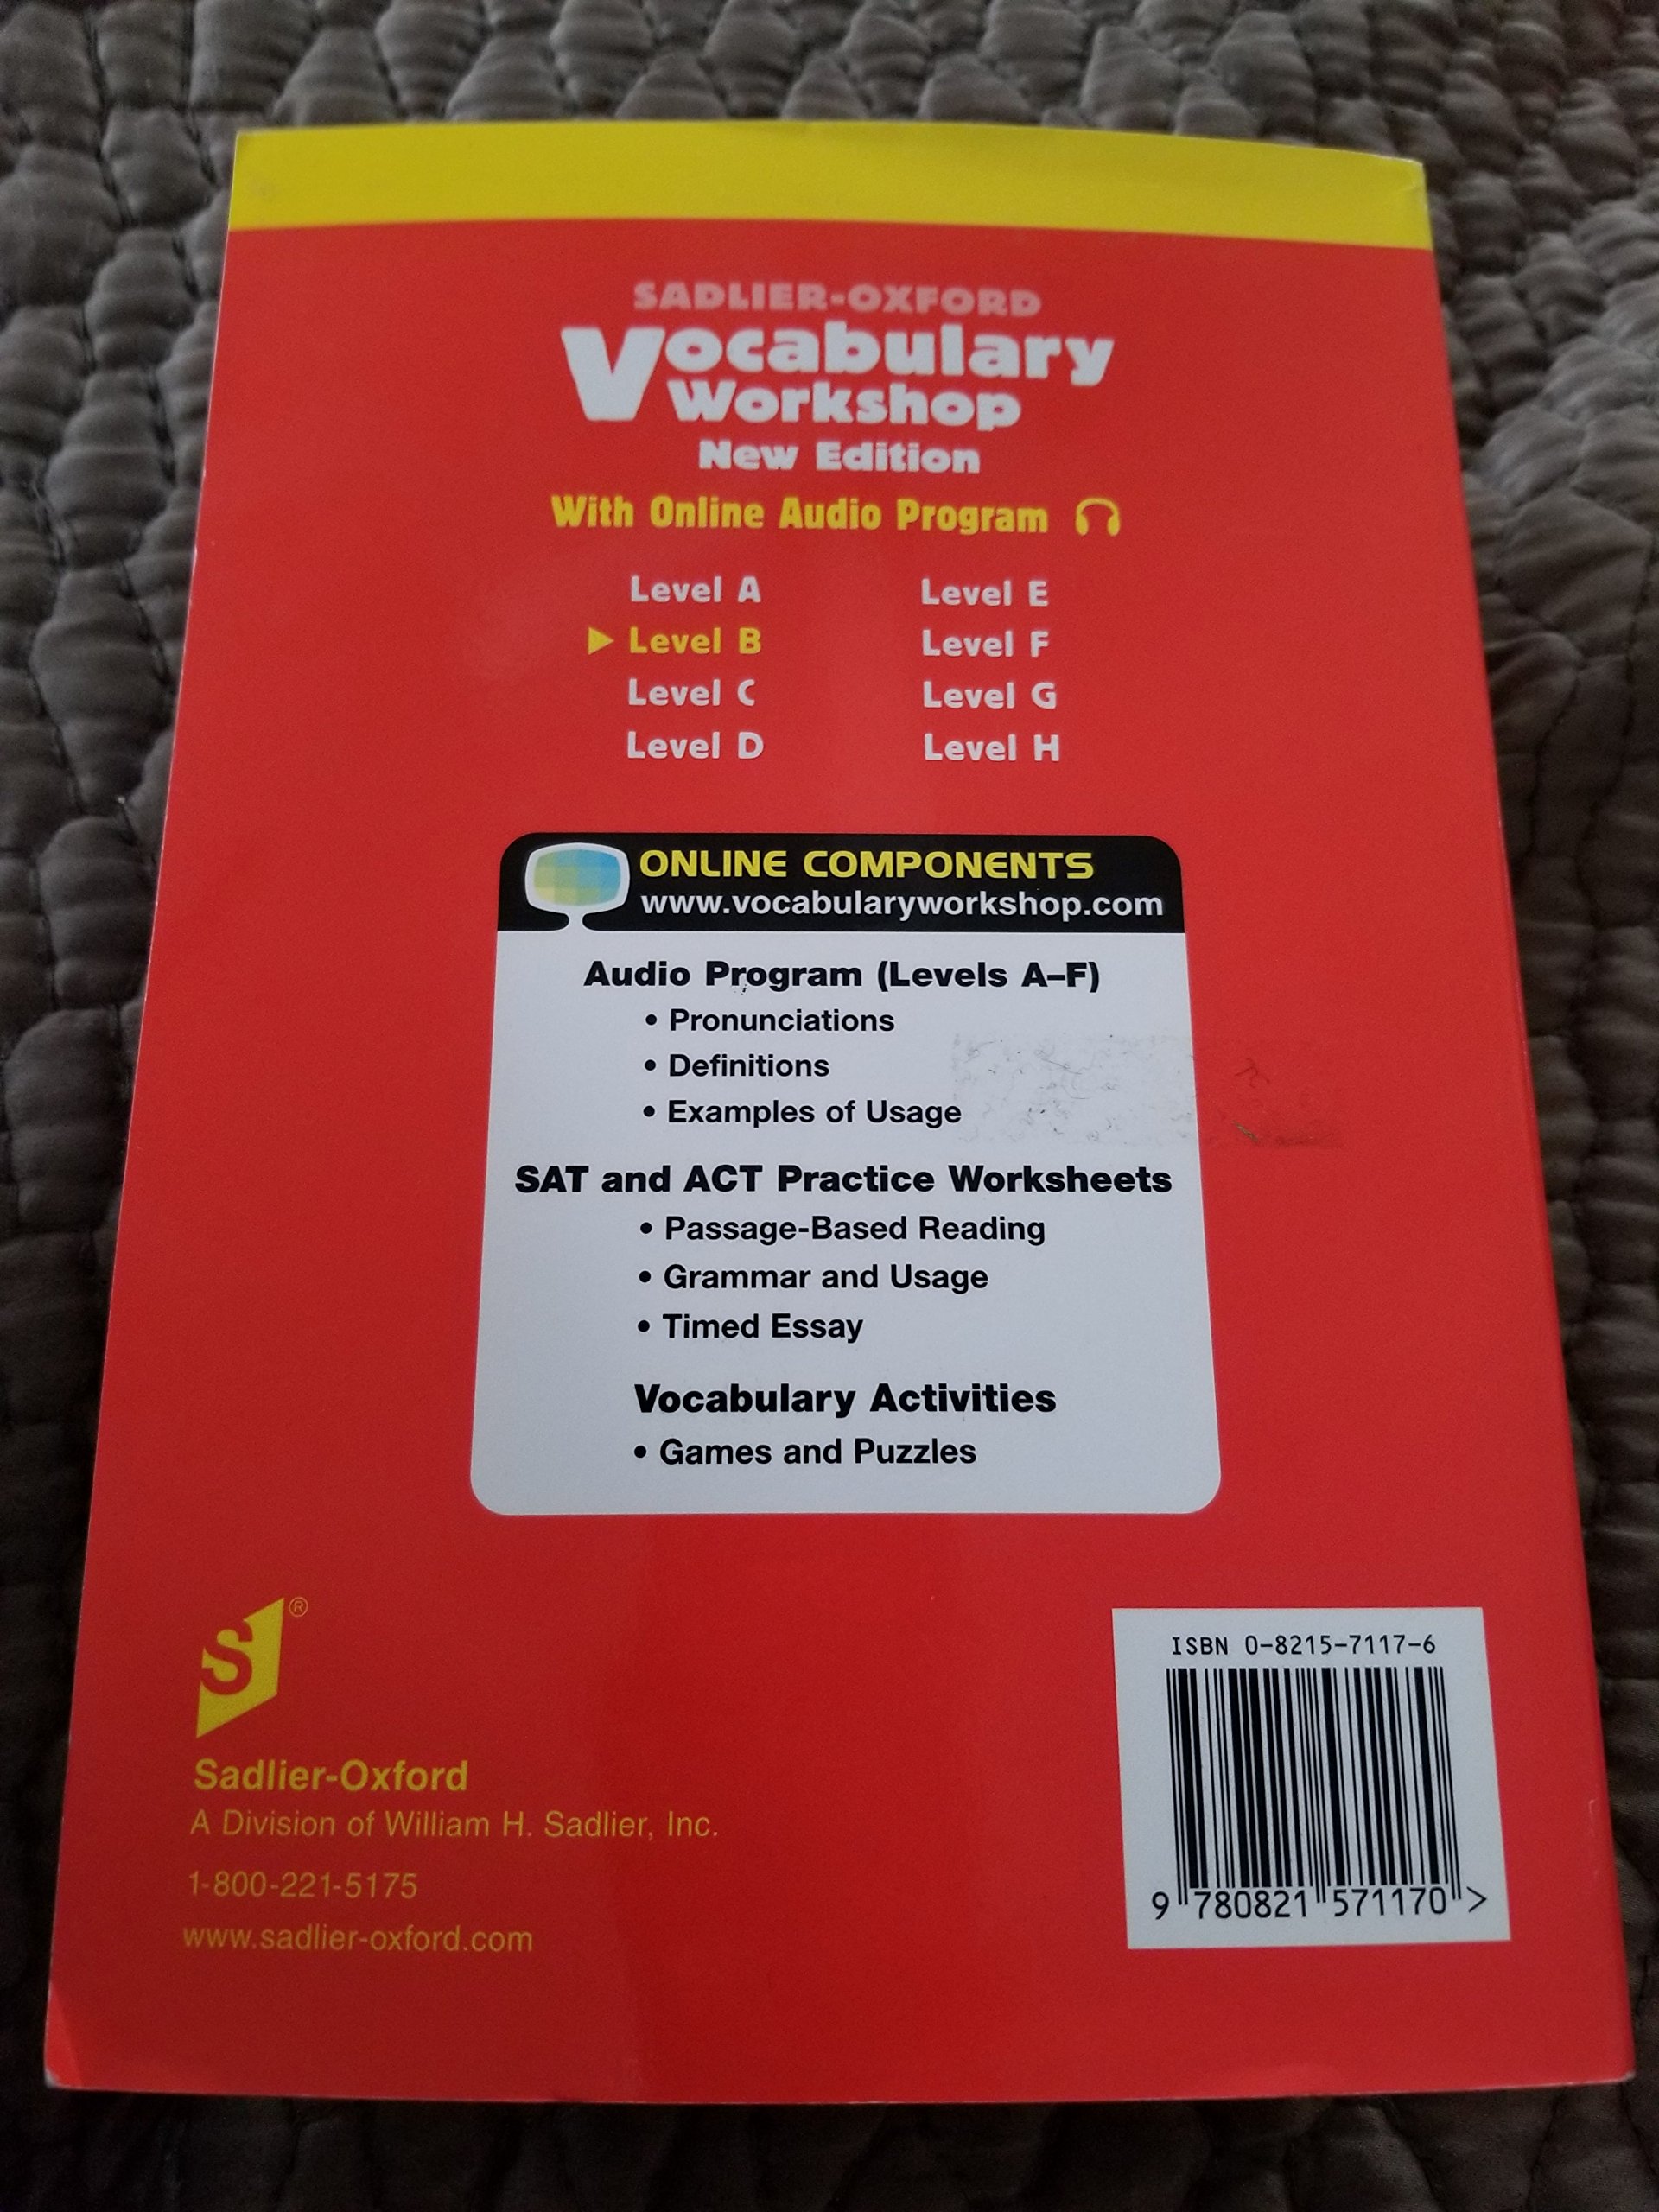 SADLIER-OXFORD
Vocabulary
Workshop
New Edition
With Online Audio Program
Level A
▶ Level B
Level C
Level D
Level E
Level F
Level G
Level H
ONLINE COMPONENTS
www.vocabularyworkshop.com
Audio Program (Levels A–F)
• Pronunciations
• Definitions
• Examples of Usage
SAT and ACT Practice Worksheets
• Passage-Based Reading
• Grammar and Usage
• Timed Essay
Vocabulary Activities
• Games and Puzzles
S®
Sadlier-Oxford
A Division of William H. Sadlier, Inc.
1-800-221-5175
www.sadlier-oxford.com
ISBN 0-8215-7117-6
9 780821 571170 >